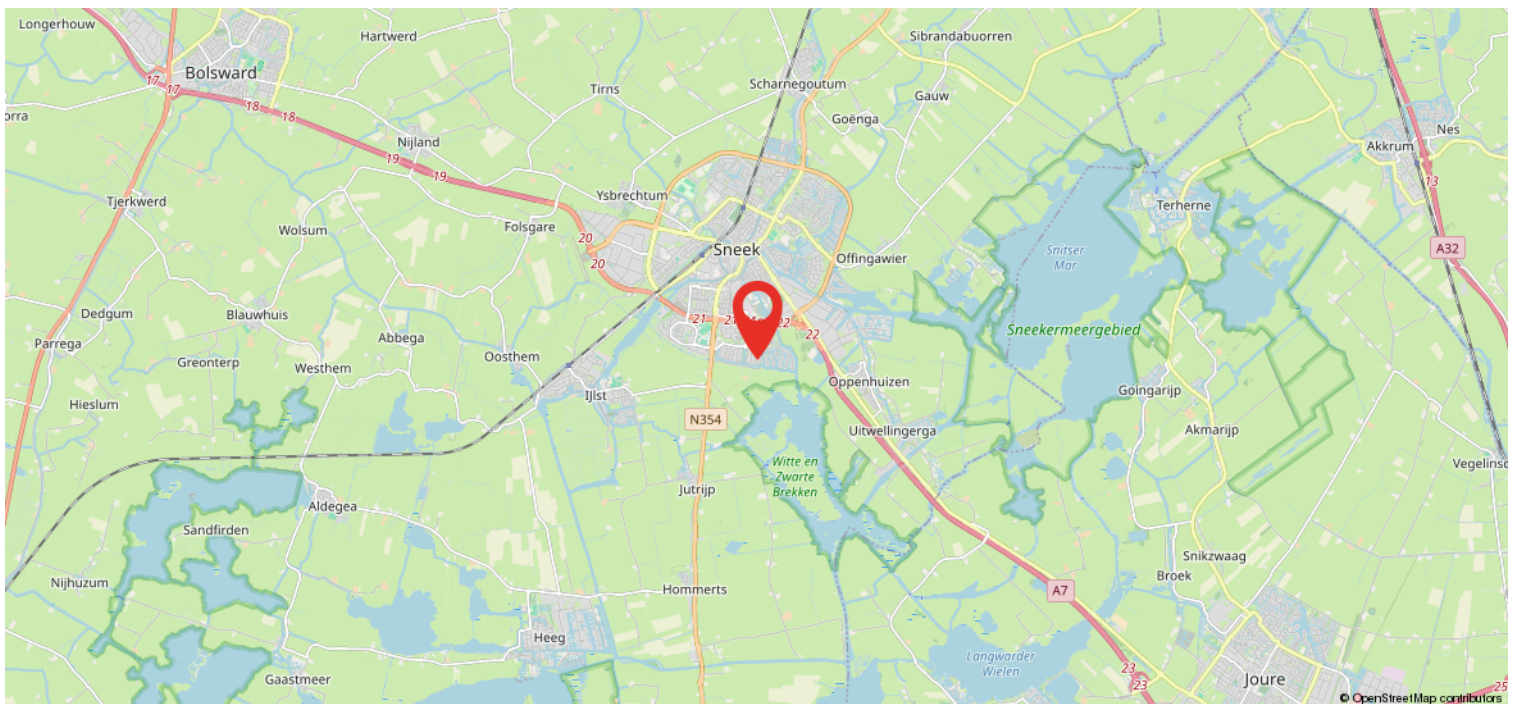 Longerhouw
Hartwerd
Sibrandabuorren
Bolsward
Scharnegoutum
17
17
18
18
Tirns
Gauw
orra
Goënga
Nijland
Nes
Akkrum
19
19
13
Ysbrechtum
Tjerkwerd
Terherne
Wolsum
Folsgare
20
20
Sneek
Offingawier
Snitser
Mar
A32
Dedgum
Blauwhuis
21
21
22
22
Sneekermeergebied
Parrega
Abbega
Greonterp
Westhem
Oosthem
Oppenhuizen
Goingarijp
IJlst
Hieslum
N354
Uitwellingerga
Akmarijp
Witte en
Zwarte
Brekken
Vegelinso
Jutrijp
Aldegea
Sandfirden
Snikzwaag
Broek
Nijhuzum
Hommerts
A7
Heeg
Langwarder
Wielen
23
23
Gaastmeer
Joure
25
© OpenStreetMap contributors